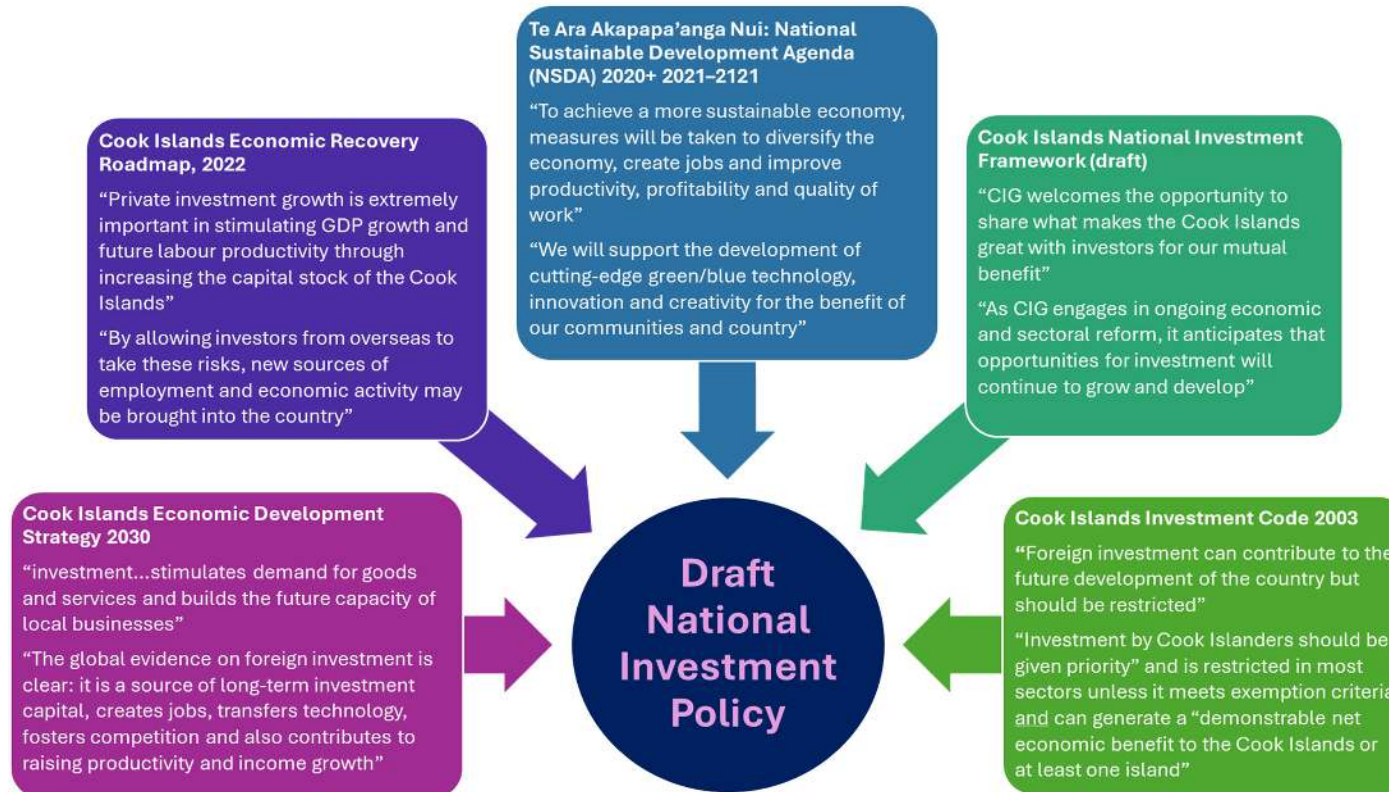 Te Ara Akapapa’anga Nui: National
Sustainable Development Agenda
(NSDA) 2020+ 2021–2121
“To achieve a more sustainable economy,
measures will be taken to diversify the
economy, create jobs and improve
productivity, profitability and quality of
work”
“We will support the development of
cutting-edge green/blue technology,
innovation and creativity for the benefit of
our communities and country”
Cook Islands Economic Recovery
Roadmap, 2022
“Private investment growth is extremely
important in stimulating GDP growth and
future labour productivity through
increasing the capital stock of the Cook
Islands”
“By allowing investors from overseas to
take these risks, new sources of
employment and economic activity may
be brought into the country”
Cook Islands National Investment
Framework (draft)
“CIG welcomes the opportunity to
share what makes the Cook Islands
great with investors for our mutual
benefit”
“As CIG engages in ongoing economic
and sectoral reform, it anticipates that
opportunities for investment will
continue to grow and develop”
Cook Islands Economic Development
Strategy 2030
“investment...stimulates demand for goods
and services and builds the future capacity of
local businesses”
“The global evidence on foreign investment is
clear: it is a source of long-term investment
capital, creates jobs, transfers technology,
fosters competition and also contributes to
raising productivity and income growth”
Draft
National
Investment
Policy
Cook Islands Investment Code 2003
“Foreign investment can contribute to the
future development of the country but
should be restricted”
“Investment by Cook Islanders should be
given priority” and is restricted in most
sectors unless it meets exemption criteria
and can generate a “demonstrable net
economic benefit to the Cook Islands or
at least one island”